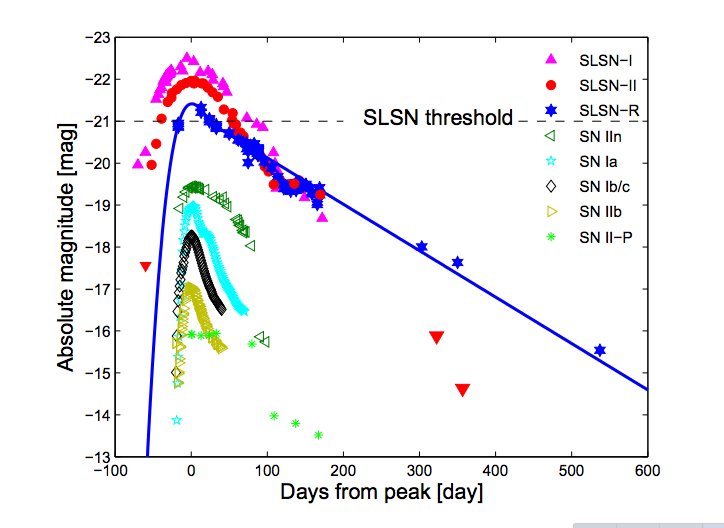 −23
−22
−21
−20
−19
−18
−17
−16
−15
−14
−13
Absolute magnitude [mag]
SLSN threshold
SLSN−I
SLSN−II
SLSN−R
SN IIn
SN Ia
SN Ib/c
SN IIb
SN II−P
−100 0 100 200 300 400 500 600
Days from peak [day]